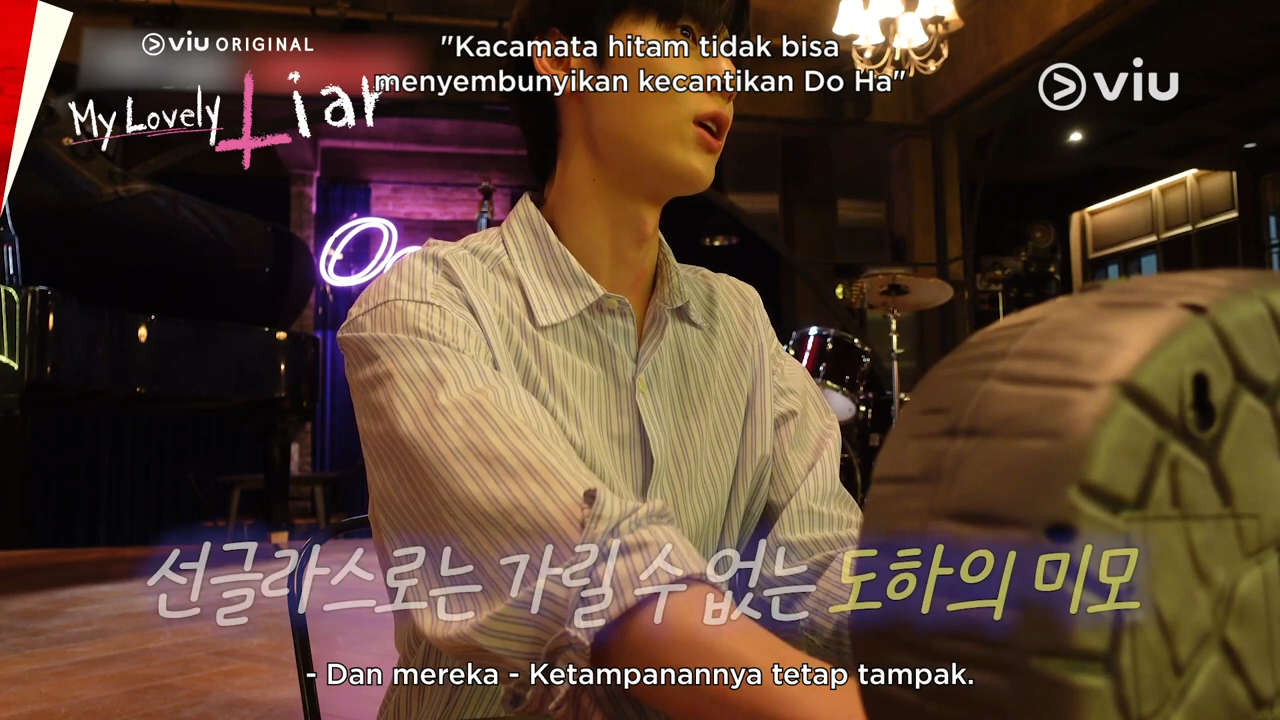 viu ORIGINAL
My Lovely Liar
"Kacamata hitam tidak bisa
menyembunyikan kecantikan Do Ha"
viu
선글라스로는 가릴 수 없는 도하의 미모
- Dan mereka - Ketampanannya tetap tampak.